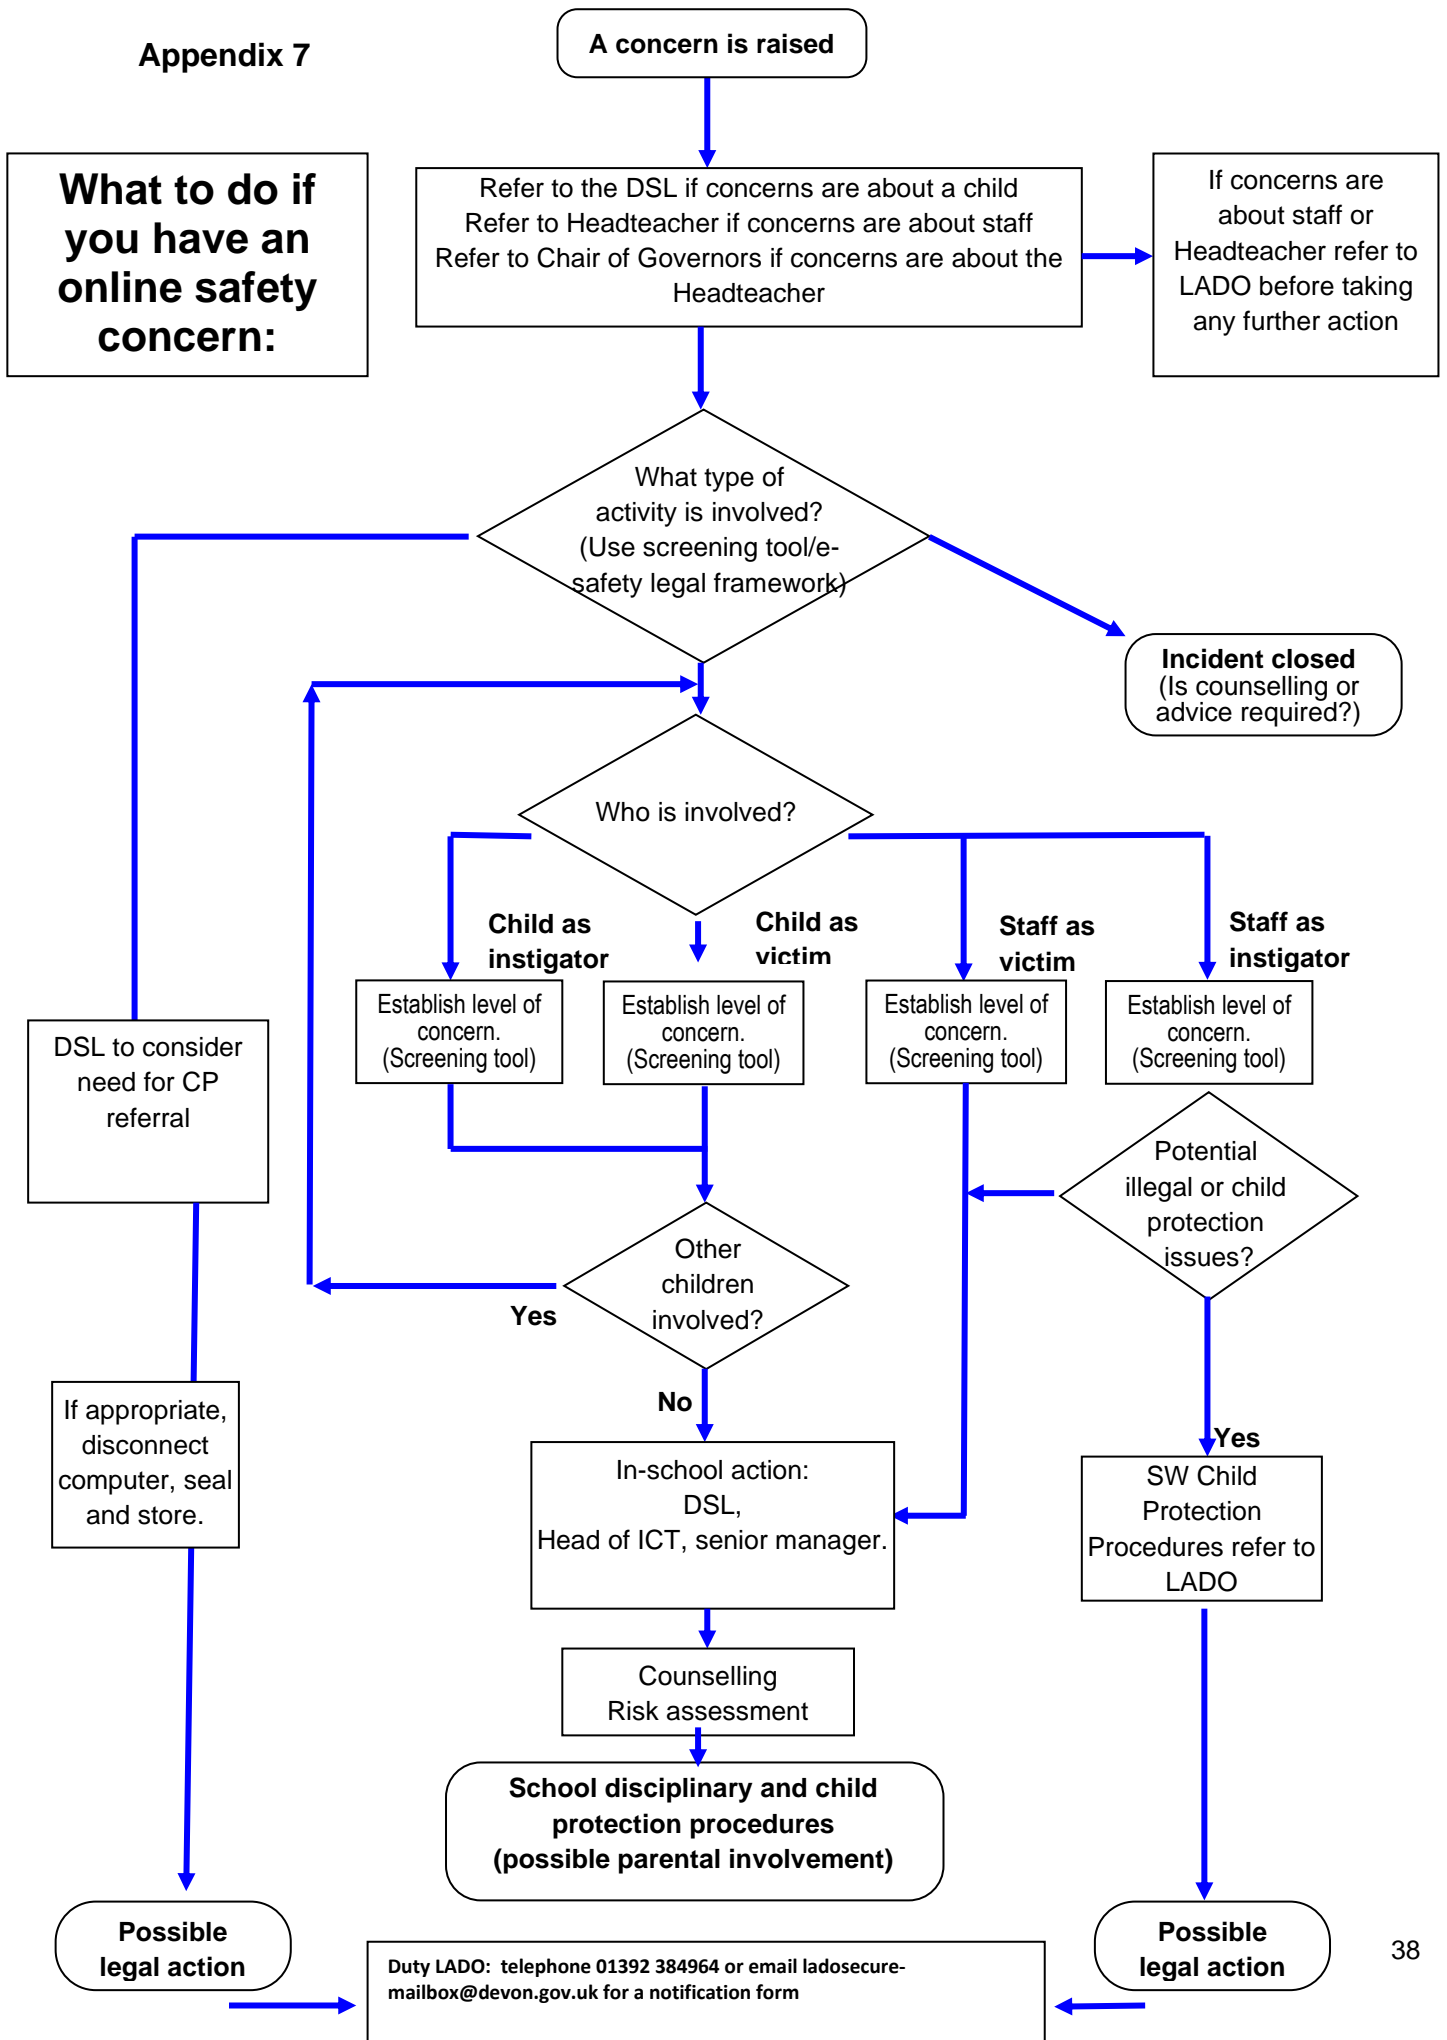 Appendix 7
A concern is raised
What to do if
you have an
online safety
concern:
Refer to the DSL if concerns are about a child
Refer to Headteacher if concerns are about staff
Refer to Chair of Governors if concerns are about the
Headteacher
If concerns are
about staff or
Headteacher refer to
LADO before taking
any further action
What type of
activity is involved?
(Use screening tool/e-
safety legal framework)
Incident closed
(Is counselling or
advice required?)
Who is involved?
Child as
instigator
Child as
victim
Staff as
victim
Staff as
instigator
Establish level of
concern.
(Screening tool)
Establish level of
concern.
(Screening tool)
Establish level of
concern.
(Screening tool)
Establish level of
concern.
(Screening tool)
DSL to consider
need for CP
referral
Potential
illegal or child
protection
issues?
Other
children
involved?
Yes
No
If appropriate,
disconnect
computer, seal
and store.
In-school action:
DSL,
Head of ICT, senior manager.
Yes
SW Child
Protection
Procedures refer to
LADO
Counselling
Risk assessment
School disciplinary and child
protection procedures
(possible parental involvement)
Possible
legal action
Possible
legal action
38
Duty LADO:  telephone 01392 384964 or email ladosecure-
mailbox@devon.gov.uk for a notification form